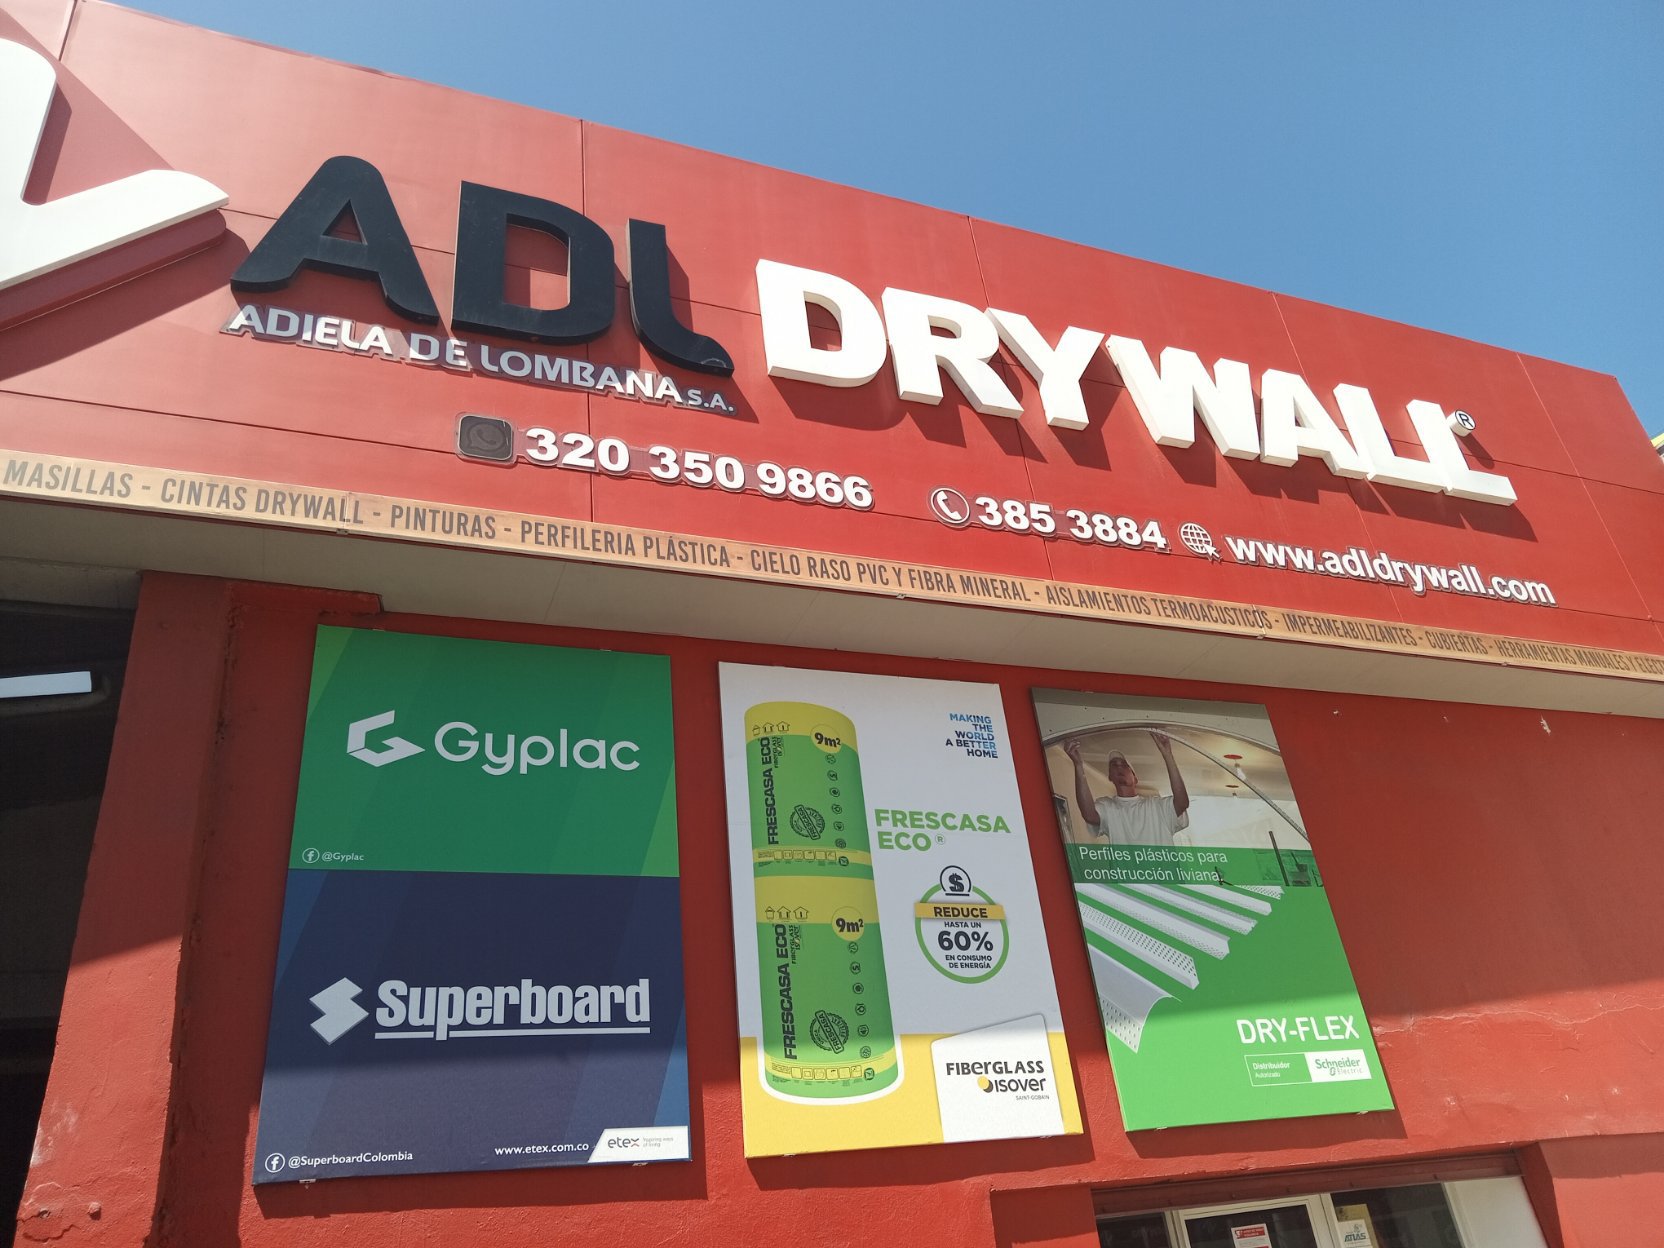 ADL DRYWALL®
ADIELA DE LOMBANA S.A.
320 350 9866
385 3884
www.adldrywall.com
MASILLAS - CINTAS DRYWALL - PINTURAS - PERFILERIA PLÁSTICA - CIELO RASO PVC Y FIBRA MINERAL - AISLAMIENTOS TERMOACUSTICOS - IMPERMEABILIZANTES - CUBIERTAS - HERRAMIENTAS MANUALES Y ELECT
Gyplac
@Gyplac
Superboard
@SuperboardColombia
www.etex.com.co
etex
MAKING
THE
WORLD
A BETTER
HOME
9m²
FRESCASA ECO
9m²
FRESCASA ECO
FRESCASA
ECO®
REDUCE
HASTA UN
60%
EN CONSUMO
DE ENERGÍA
FIBERGLASS
ISOVER
SAINT-GOBAIN
Perfiles plásticos para
construcción liviana.
DRY-FLEX
Distribuidor
Autorizado
Schneider
Electric
ATLAS